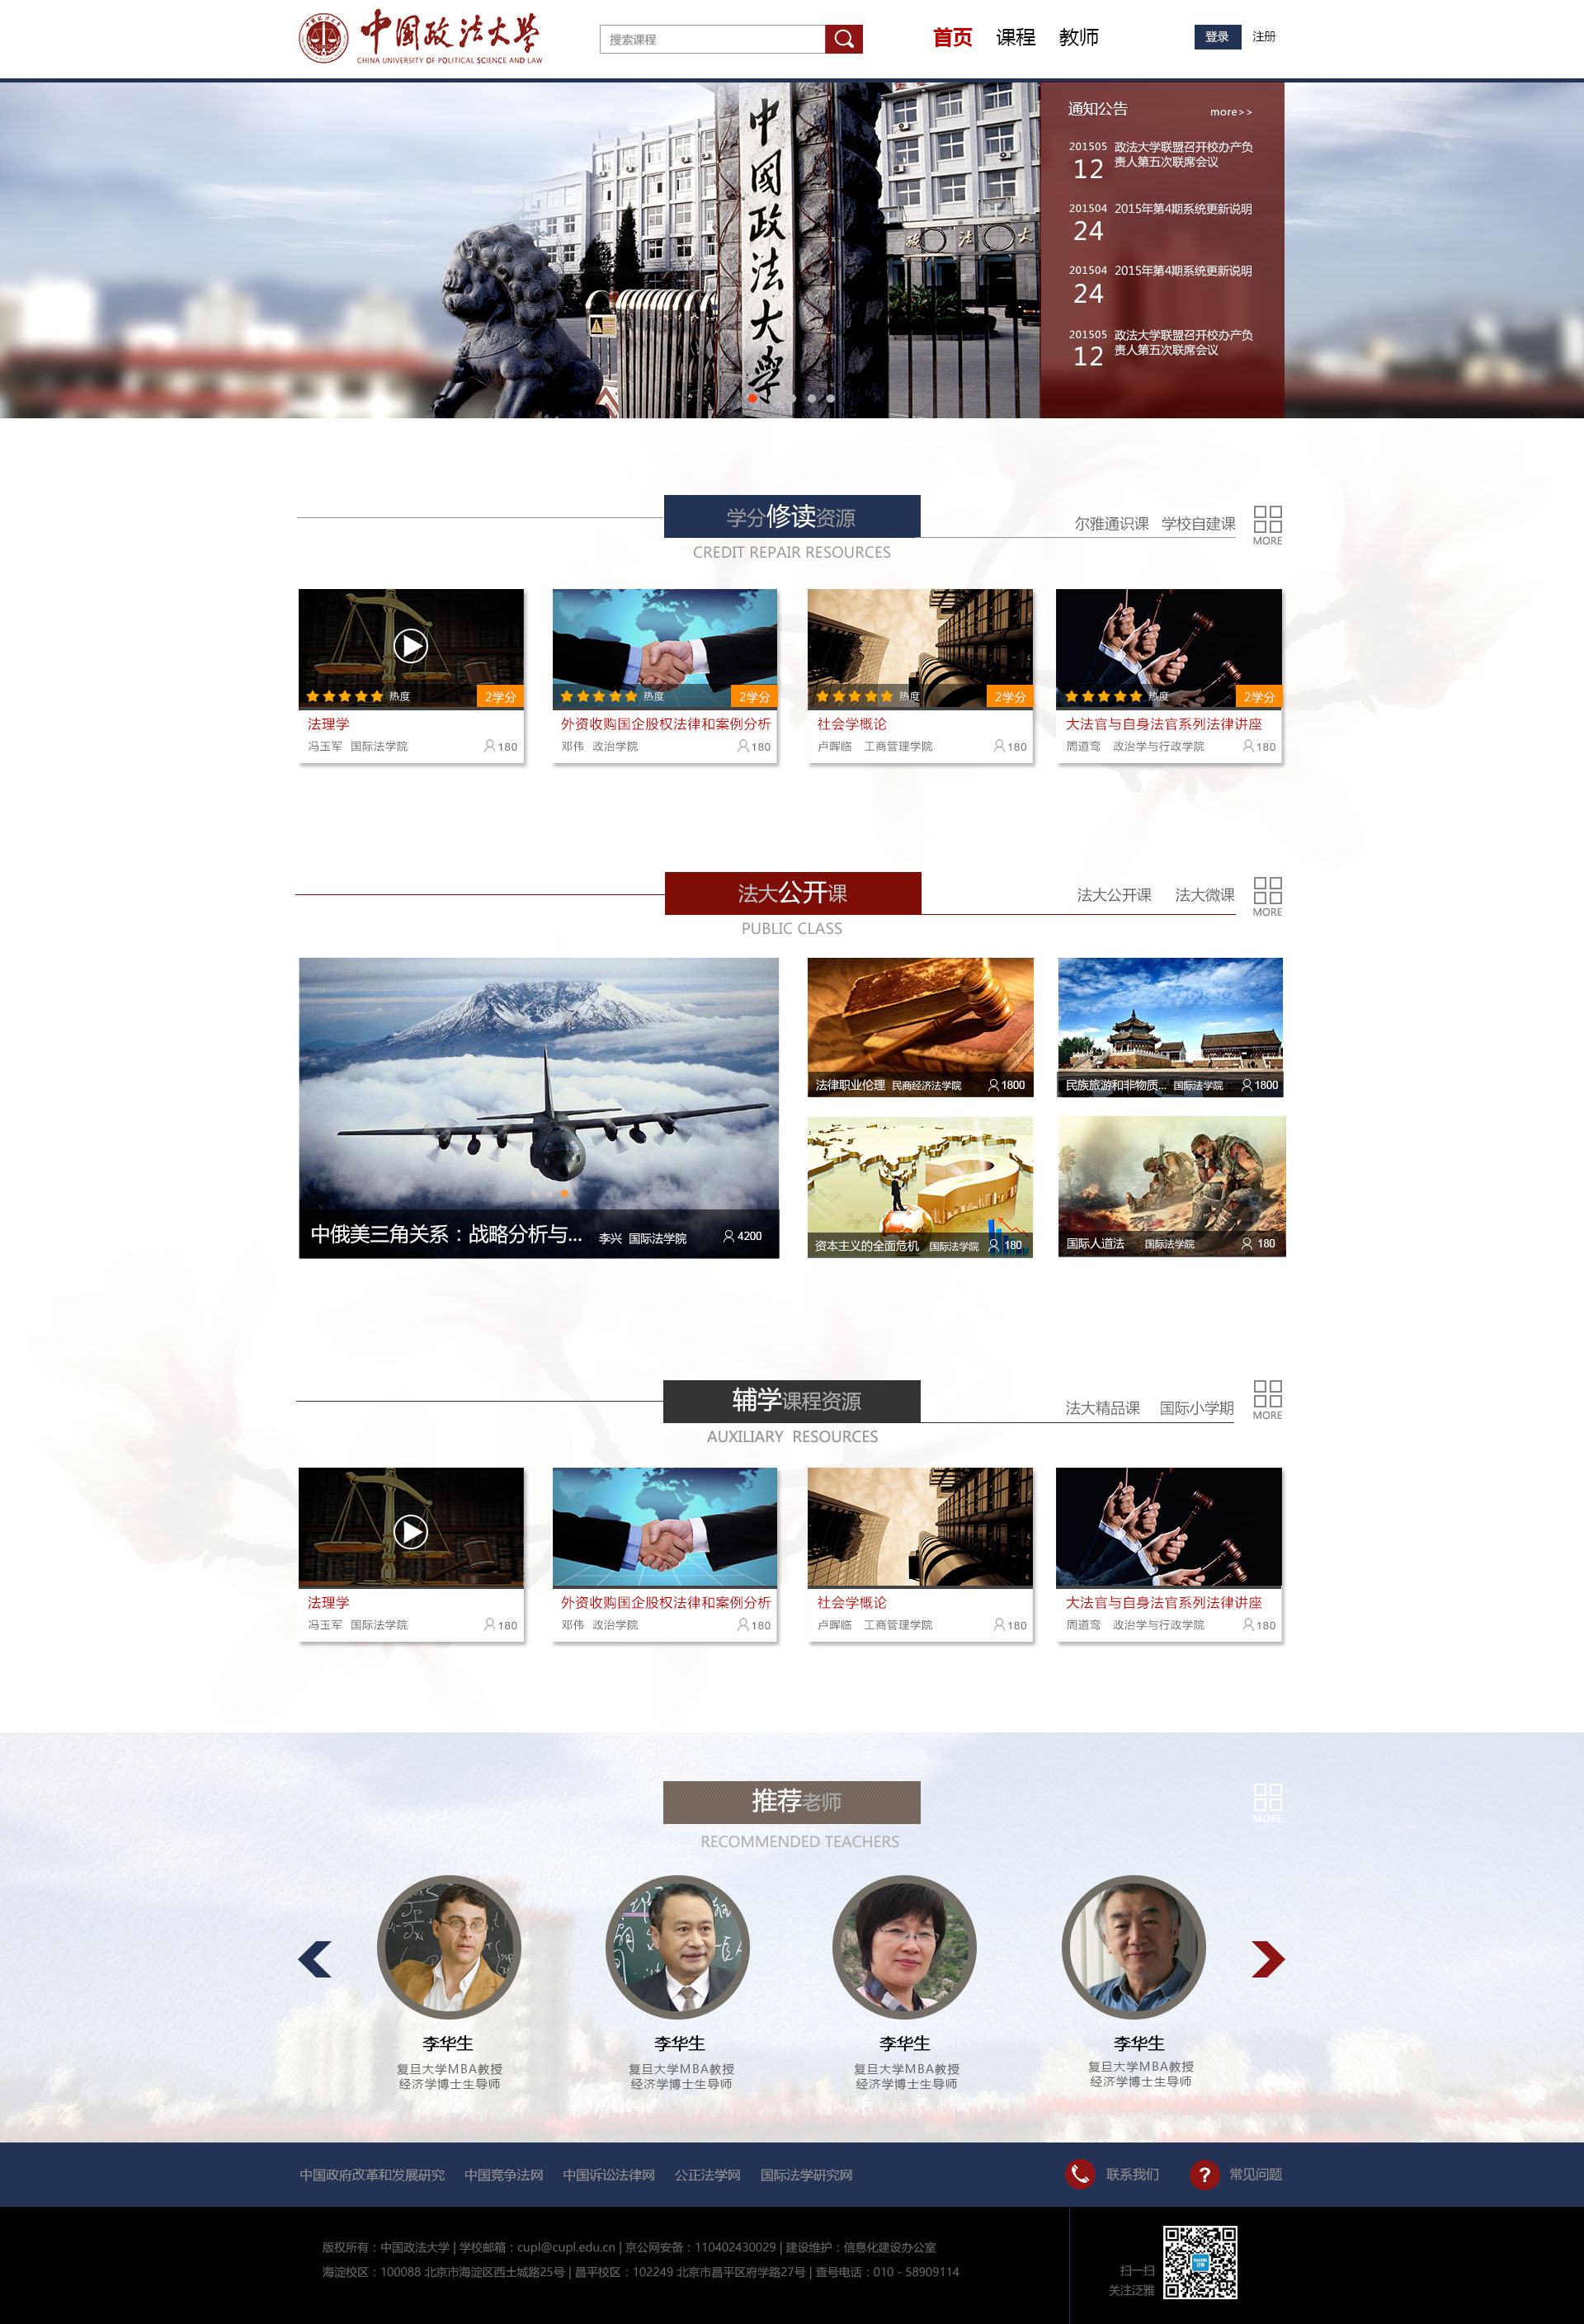 中国政法大学
CHINA UNIVERSITY OF POLITICAL SCIENCE AND LAW
搜索课程
首页 课程 教师
登录 注册
中國政法大学
政 法 大
通知公告 more>>
201505 12 政法大学联盟召开校办产负
责人第五次联席会议
201504 24 2015年第4期系统更新说明
201504 24 2015年第4期系统更新说明
201505 12 政法大学联盟召开校办产负
责人第五次联席会议
学分修读资源
尔雅通识课 学校自建课
MORE
CREDIT REPAIR RESOURCES
热度 2学分
法理学
冯玉军 国际法学院 180
热度 2学分
外资收购国企股权法律和案例分析
邓伟 政治学院 180
热度 2学分
社会学概论
卢晖临 工商管理学院 180
热度 2学分
大法官与自身法官系列法律讲座
周道鸾 政治学与行政学院 180
法大公开课
法大公开课 法大微课
MORE
PUBLIC CLASS
中俄美三角关系：战略分析与... 李兴 国际法学院 4200
法律职业伦理 民商经济法学院 1800
民族旅游和非物质... 国际法学院 1800
资本主义的全面危机 国际法学院 180
国际人道法 国际法学院 180
辅学课程资源
法大精品课 国际小学期
MORE
AUXILIARY RESOURCES
法理学
冯玉军 国际法学院 180
外资收购国企股权法律和案例分析
邓伟 政治学院 180
社会学概论
卢晖临 工商管理学院 180
大法官与自身法官系列法律讲座
周道鸾 政治学与行政学院 180
推荐老师
MORE
RECOMMENDED TEACHERS
李华生
复旦大学MBA教授
经济学博士生导师
李华生
复旦大学MBA教授
经济学博士生导师
李华生
复旦大学MBA教授
经济学博士生导师
李华生
复旦大学MBA教授
经济学博士生导师
中国政府改革和发展研究 中国竞争法网 中国诉讼法律网 公正法学网 国际法学研究网
联系我们 常见问题
版权所有：中国政法大学 | 学校邮箱：cupl@cupl.edu.cn | 京公网安备：110402430029 | 建设维护：信息化建设办公室
海淀校区：100088 北京市海淀区西土城路25号 | 昌平校区：102249 北京市昌平区府学路27号 | 查号电话：010 - 58909114
扫一扫
关注泛雅